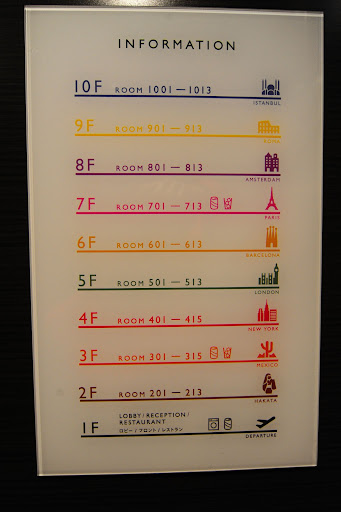 INFORMATION
10F ROOM 1001 — 1013
ISTANBUL
9F ROOM 901 — 913
ROMA
8F ROOM 801 — 813
AMSTERDAM
7F ROOM 701 — 713
PARIS
6F ROOM 601 — 613
BARCELONA
5F ROOM 501 — 513
LONDON
4F ROOM 401 — 415
NEW YORK
3F ROOM 301 — 315
MEXICO
2F ROOM 201 — 213
HAKATA
1F LOBBY / RECEPTION /
RESTAURANT
ロビー / フロント / レストラン
DEPARTURE